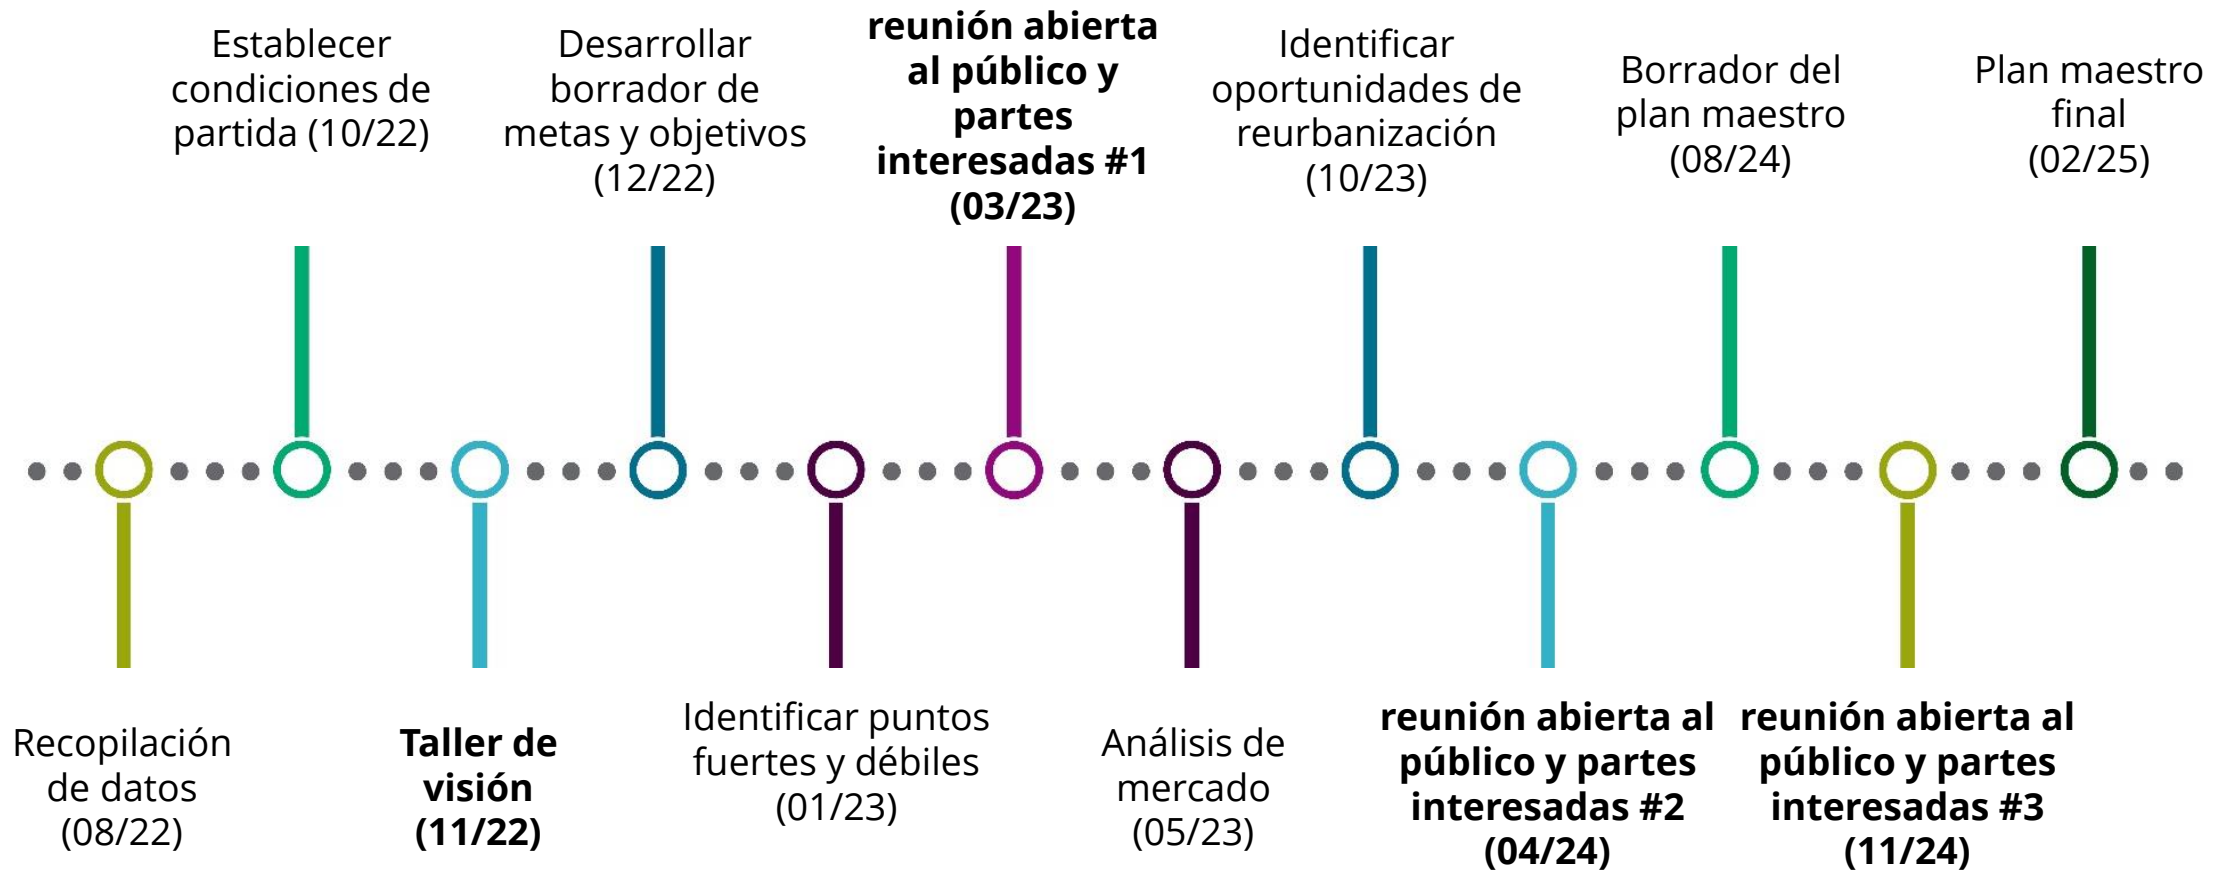 Establecer
condiciones de
partida (10/22)
Desarrollar
borrador de
metas y objetivos
(12/22)
reunión abierta
al público y
partes
interesadas #1
(03/23)
Identificar
oportunidades de
reurbanización
(10/23)
Borrador del
plan maestro
(08/24)
Plan maestro
final
(02/25)
Recopilación
de datos
(08/22)
Taller de
visión
(11/22)
Identificar puntos
fuertes y débiles
(01/23)
Análisis de
mercado
(05/23)
reunión abierta al
público y partes
interesadas #2
(04/24)
reunión abierta al
público y partes
interesadas #3
(11/24)